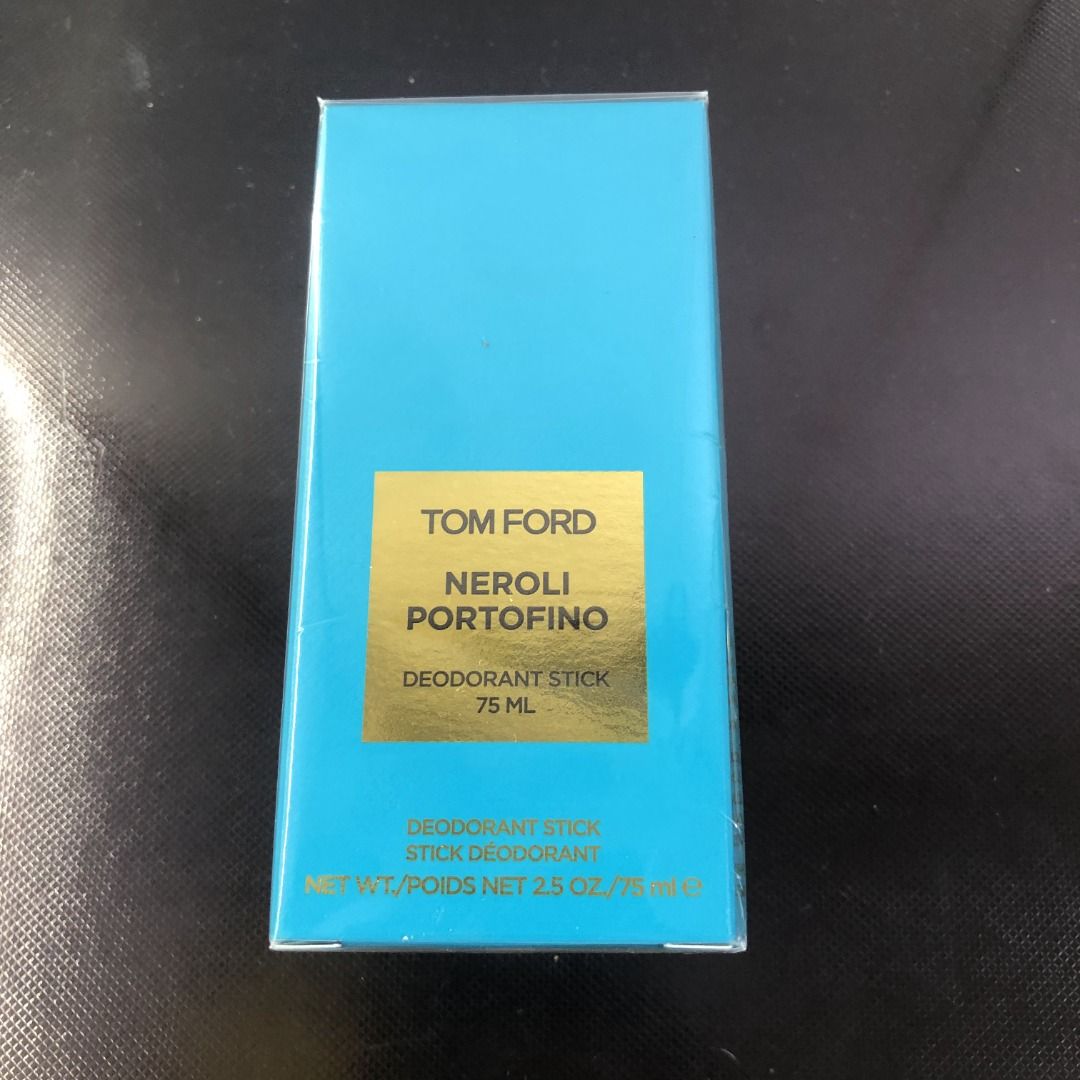 TOM FORD
NEROLI
PORTOFINO
DEODORANT STICK
75 ML
DEODORANT STICK
STICK DÉODORANT
NET WT./POIDS NET 2.5 OZ./75 ml ℮